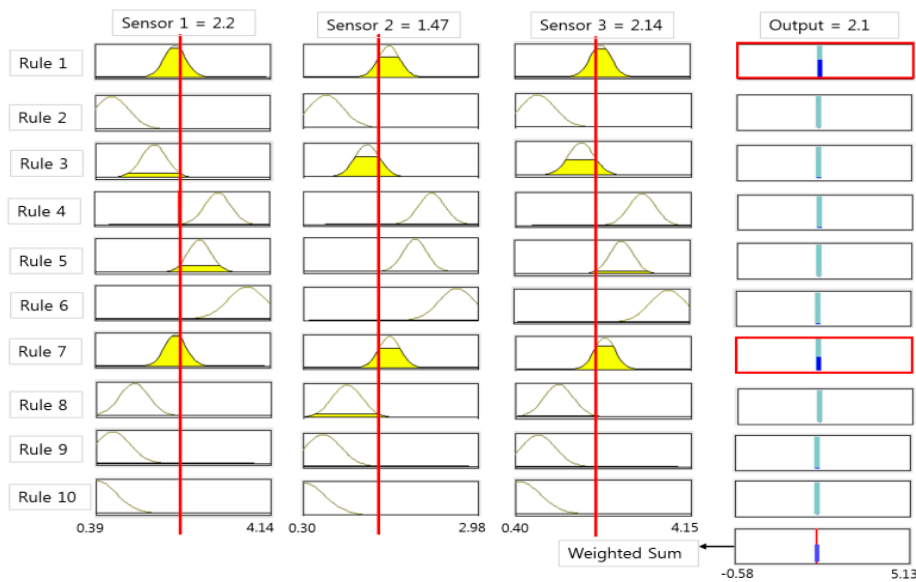 Sensor 1 = 2.2 Sensor 2 = 1.47 Sensor 3 = 2.14 Output = 2.1
Rule 1
Rule 2
Rule 3
Rule 4
Rule 5
Rule 6
Rule 7
Rule 8
Rule 9
Rule 10
0.39 4.14 0.30 2.98 0.40 4.15
Weighted Sum
-0.58 5.13